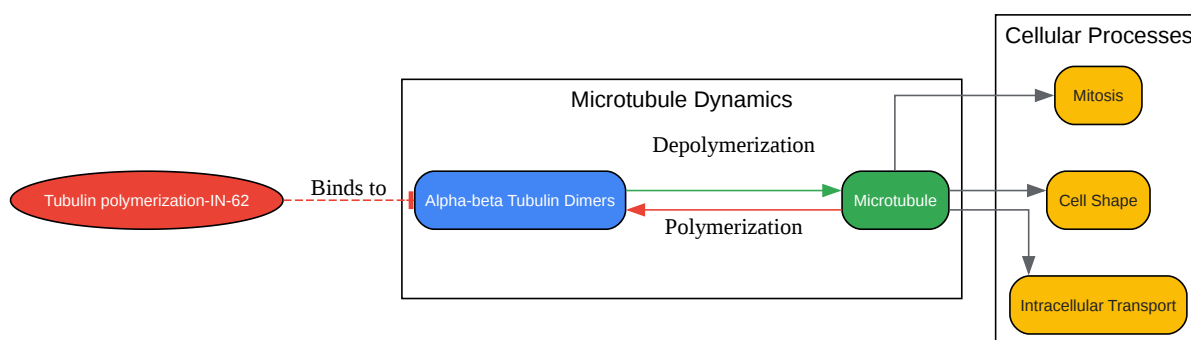 Cellular Processes
Mitosis
Microtubule Dynamics
Depolymerization
Tubulin polymerization-IN-62
Binds to
Alpha-beta Tubulin Dimers
Microtubule
Cell Shape
Polymerization
Intracellular Transport